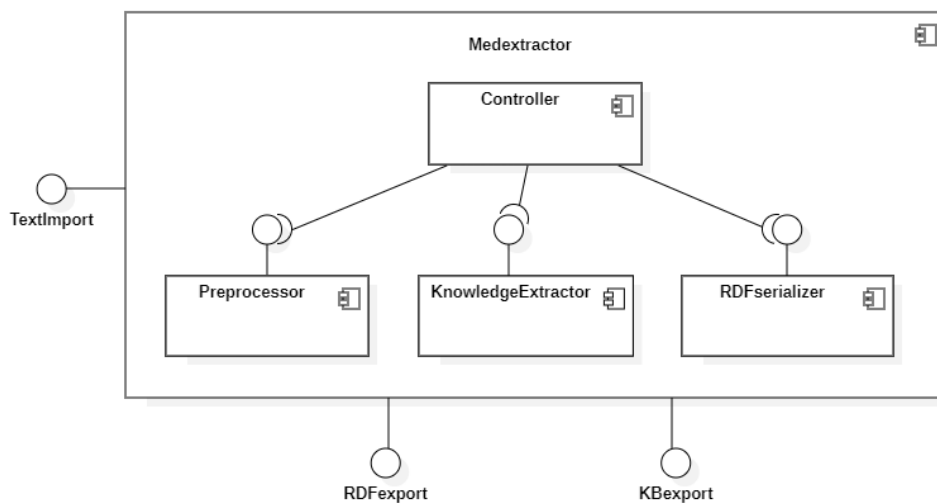 Medextractor
Controller
TextImport
Preprocessor
KnowledgeExtractor
RDFserializer
RDFexport
KBexport